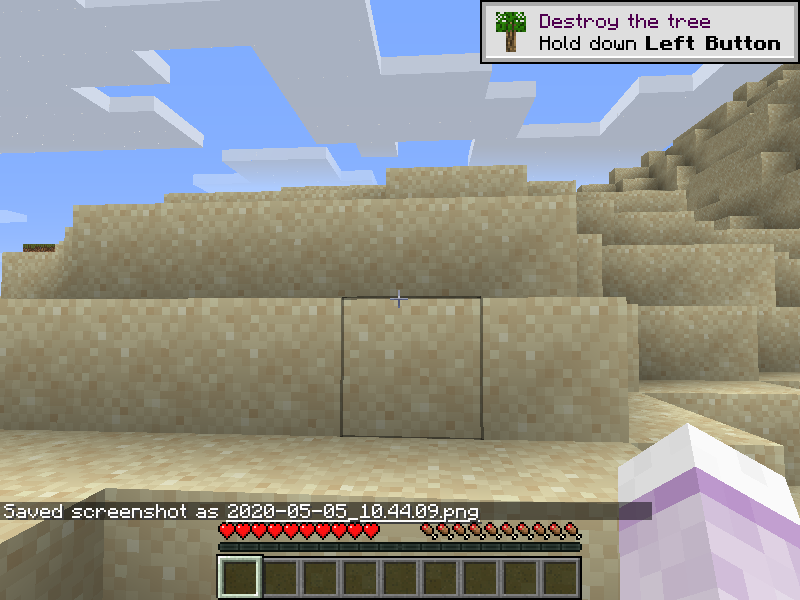 Destroy the tree
Hold down Left Button
Saved screenshot as 2020-05-05_10.44.09.png